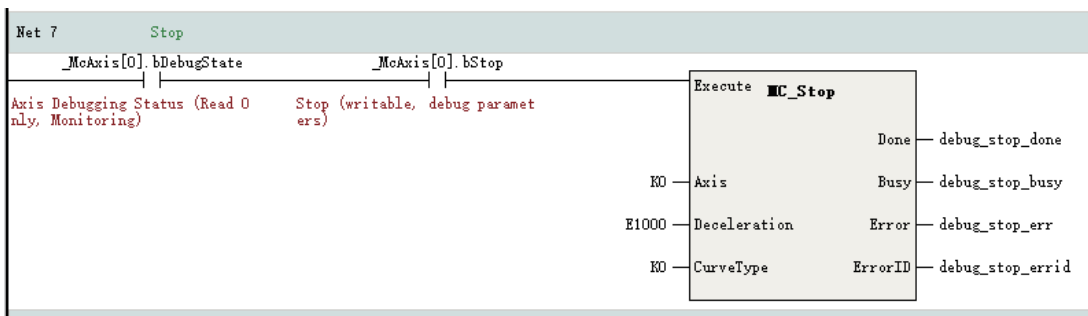 Net 7 Stop
_McAxis[0].bDebugState _McAxis[0].bStop
Axis Debugging Status (Read O
nly, Monitoring)
Stop (writable, debug paramet
ers)
Execute MC_Stop
Done debug_stop_done
K0 Axis Busy debug_stop_busy
E1000 Deceleration Error debug_stop_err
K0 CurveType ErrorID debug_stop_errid